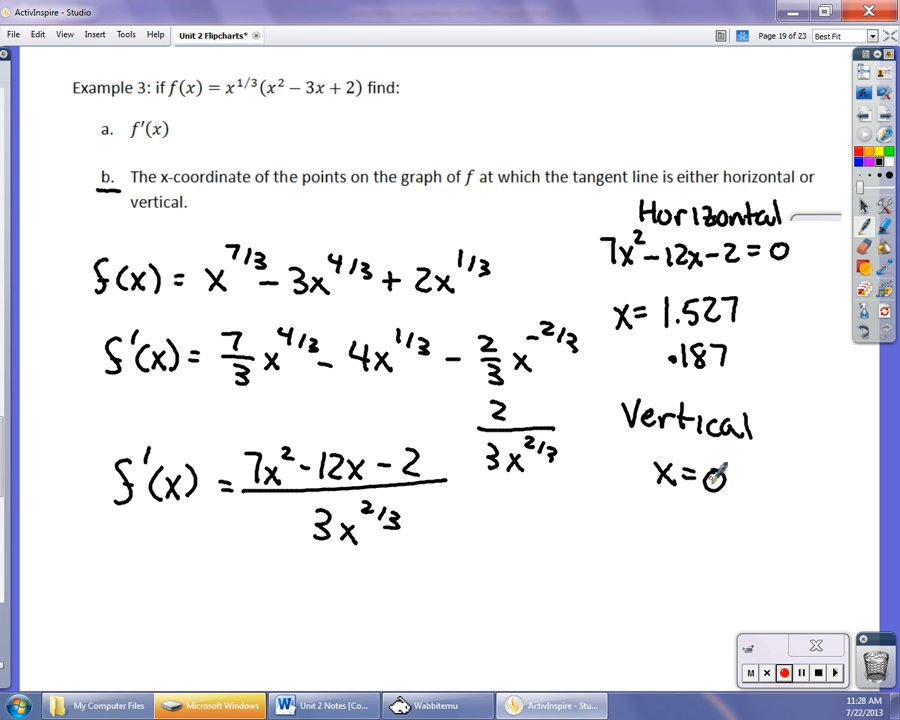 ActivInspire - Studio
File Edit View Insert Tools Help Unit 2 Flipcharts* Page 19 of 23 Best Fit
Example 3: if f(x) = x^{1/3}(x² − 3x + 2) find:
a. f′(x)
b. The x-coordinate of the points on the graph of f at which the tangent line is either horizontal or
vertical.
Horizontal
7x² − 12x − 2 = 0
f(x) = x^{7/3} − 3x^{4/3} + 2x^{1/3}
x = 1.527
.187
f'(x) = 7/3 x^{4/3} − 4x^{1/3} − 2/3 x^{-2/3}
2 / 3x^{2/3}
Vertical
x = 0
f'(x) = 7x² - 12x − 2 / 3x^{2/3}
M
My Computer Files Microsoft Windows Unit 2 Notes [Co... Wabbitemu ActivInspire - Stu...
11:28 AM
7/22/2013